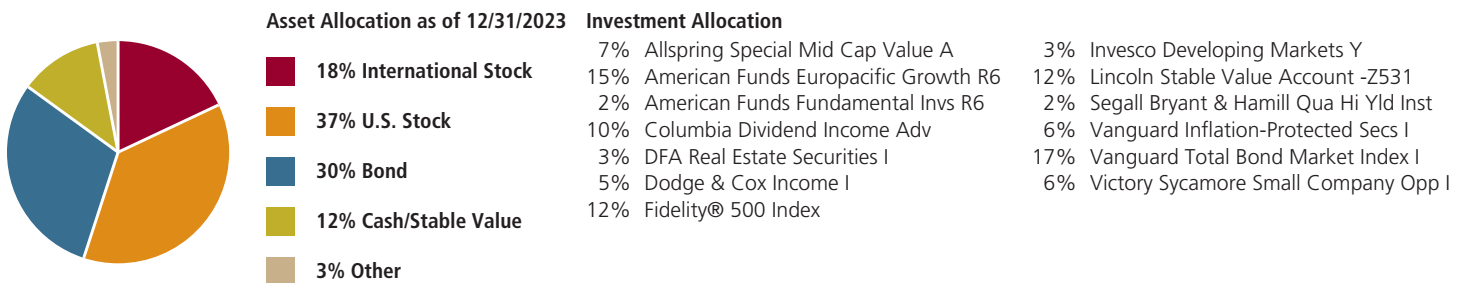 Asset Allocation as of 12/31/2023
18% International Stock
37% U.S. Stock
30% Bond
12% Cash/Stable Value
3% Other
Investment Allocation
7% Allspring Special Mid Cap Value A
15% American Funds Europacific Growth R6
2% American Funds Fundamental Invs R6
10% Columbia Dividend Income Adv
3% DFA Real Estate Securities I
5% Dodge & Cox Income I
12% Fidelity® 500 Index
3% Invesco Developing Markets Y
12% Lincoln Stable Value Account -Z531
2% Segall Bryant & Hamill Qua Hi Yld Inst
6% Vanguard Inflation-Protected Secs I
17% Vanguard Total Bond Market Index I
6% Victory Sycamore Small Company Opp I